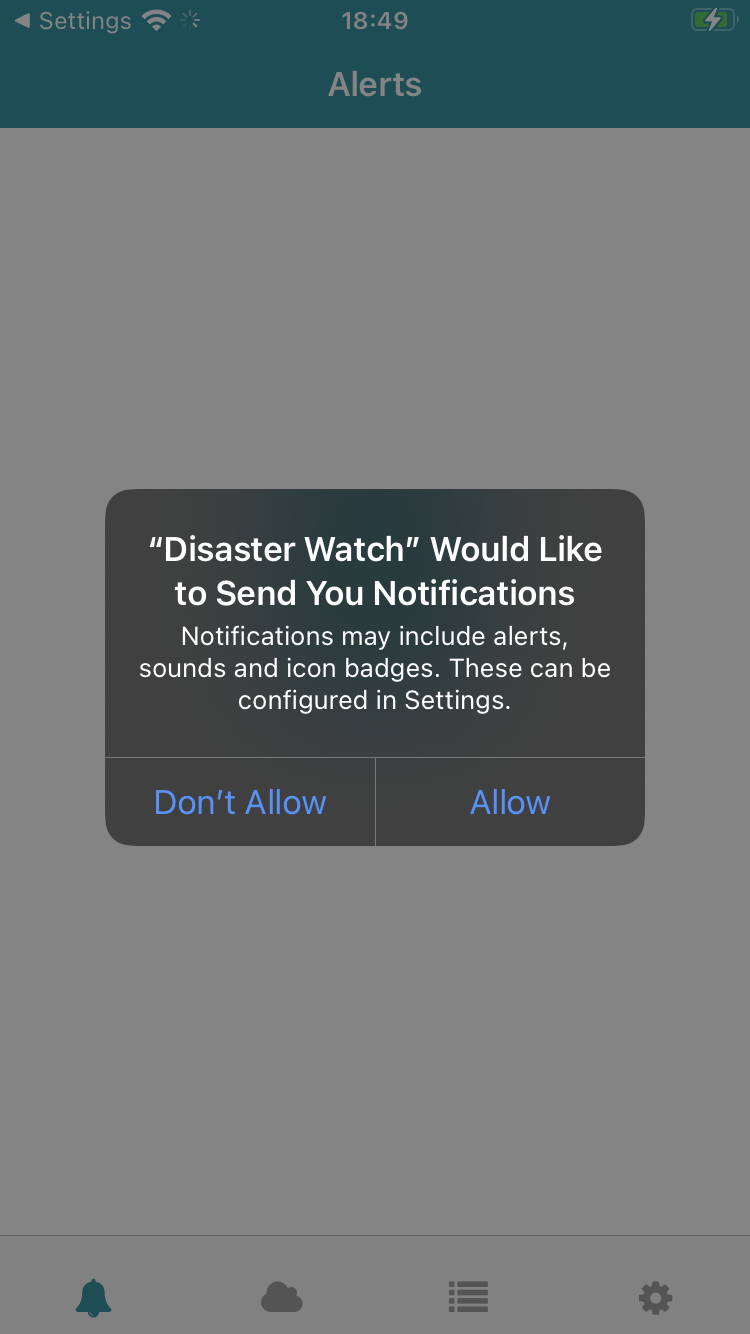 Settings
18:49
Alerts
“Disaster Watch” Would Like
to Send You Notifications
Notifications may include alerts,
sounds and icon badges. These can be
configured in Settings.
Don’t Allow
Allow